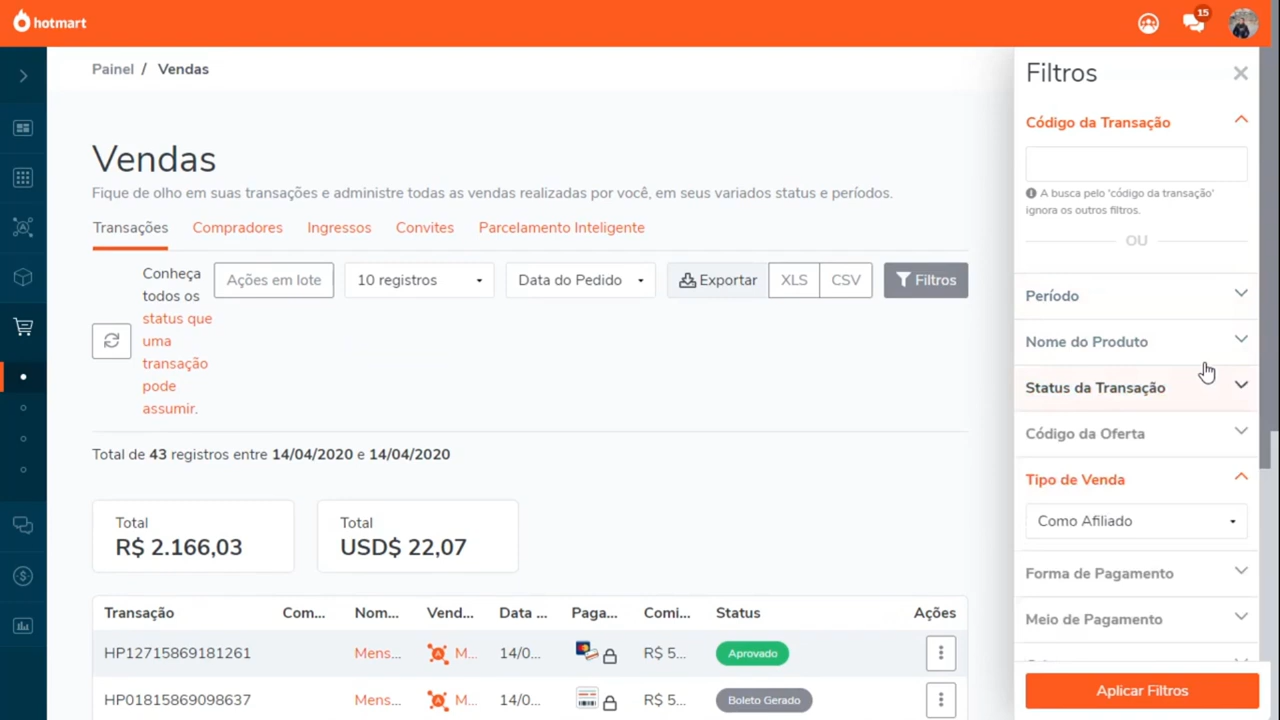 hotmart
15
Painel / Vendas
Vendas
Fique de olho em suas transações e administre todas as vendas realizadas por você, em seus variados status e períodos.
Transações Compradores Ingressos Convites Parcelamento Inteligente
Conheça
todos os
status que
uma
transação
pode
assumir.
Ações em lote
10 registros
Data do Pedido
Exportar XLS CSV
Filtros
Total de 43 registros entre 14/04/2020 e 14/04/2020
Total
R$ 2.166,03
Total
USD$ 22,07
Transação Com... Nom... Vend... Data ... Paga... Comi... Status Ações
HP12715869181261 Mens... M... 14/0... R$ 5... Aprovado
HP01815869098637 Mens... M... 14/0... R$ 5... Boleto Gerado
Filtros
Código da Transação
A busca pelo 'código da transação'
ignora os outros filtros.
OU
Período
Nome do Produto
Status da Transação
Código da Oferta
Tipo de Venda
Como Afiliado
Forma de Pagamento
Meio de Pagamento
Aplicar Filtros